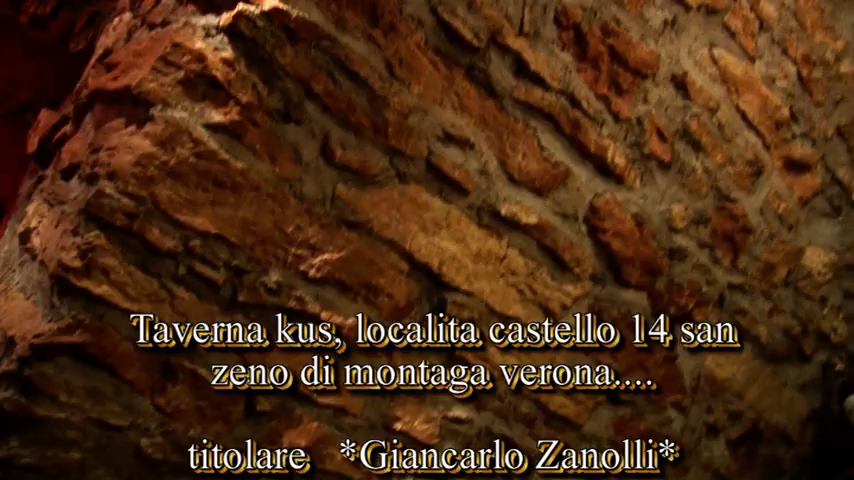 Taverna kus, localita castello 14 san
zeno di montaga verona....
titolare *Giancarlo Zanolli*